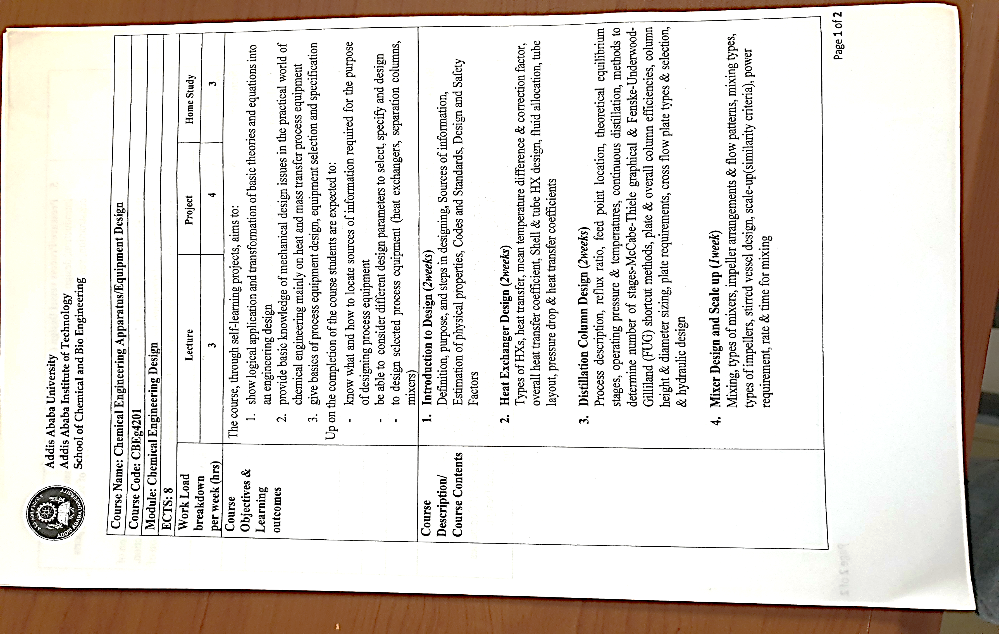 Addis Ababa University
Addis Ababa Institute of Technology
School of Chemical and Bio Engineering
ADDIS ABABA UNIVERSITY
Course Name: Chemical Engineering Apparatus/Equipment Design
Course Code: CBEg4201
Module: Chemical Engineering Design
ECTS: 8
Work Load
breakdown
per week (hrs)
Lecture
Project
Home Study
3
4
3
Course
Objectives &
Learning
outcomes
The course, through self-learning projects, aims to:
1. show logical application and transformation of basic theories and equations into
an engineering design
2. provide basic knowledge of mechanical design issues in the practical world of
chemical engineering mainly on heat and mass transfer process equipment
3. give basics of process equipment design, equipment selection and specification
Up on the completion of the course students are expected to:
- know what and how to locate sources of information required for the purpose
of designing process equipment
- be able to consider different design parameters to select, specify and design
- to design selected process equipment (heat exchangers, separation columns,
mixers)
Course
Description/
Course Contents
1. Introduction to Design (2weeks)
Definition, purpose, and steps in designing, Sources of information,
Estimation of physical properties, Codes and Standards, Design and Safety
Factors
2. Heat Exchanger Design (2weeks)
Types of HXs, heat transfer, mean temperature difference & correction factor,
overall heat transfer coefficient, Shell & tube HX design, fluid allocation, tube
layout, pressure drop & heat transfer coefficients
3. Distillation Column Design (2weeks)
Process description, reflux ratio, feed point location, theoretical equilibrium
stages, operating pressure & temperatures, continuous distillation, methods to
determine number of stages-McCabe-Thiele graphical & Fenske-Underwood-
Gilliland (FUG) shortcut methods, plate & overall column efficiencies, column
height & diameter sizing, plate requirements, cross flow plate types & selection,
& hydraulic design
4. Mixer Design and Scale up (1week)
Mixing, types of mixers, impeller arrangements & flow patterns, mixing types,
types of impellers, stirred vessel design, scale-up(similarity criteria), power
requirement, rate & time for mixing
Page 1 of 2
Page 2 of 2